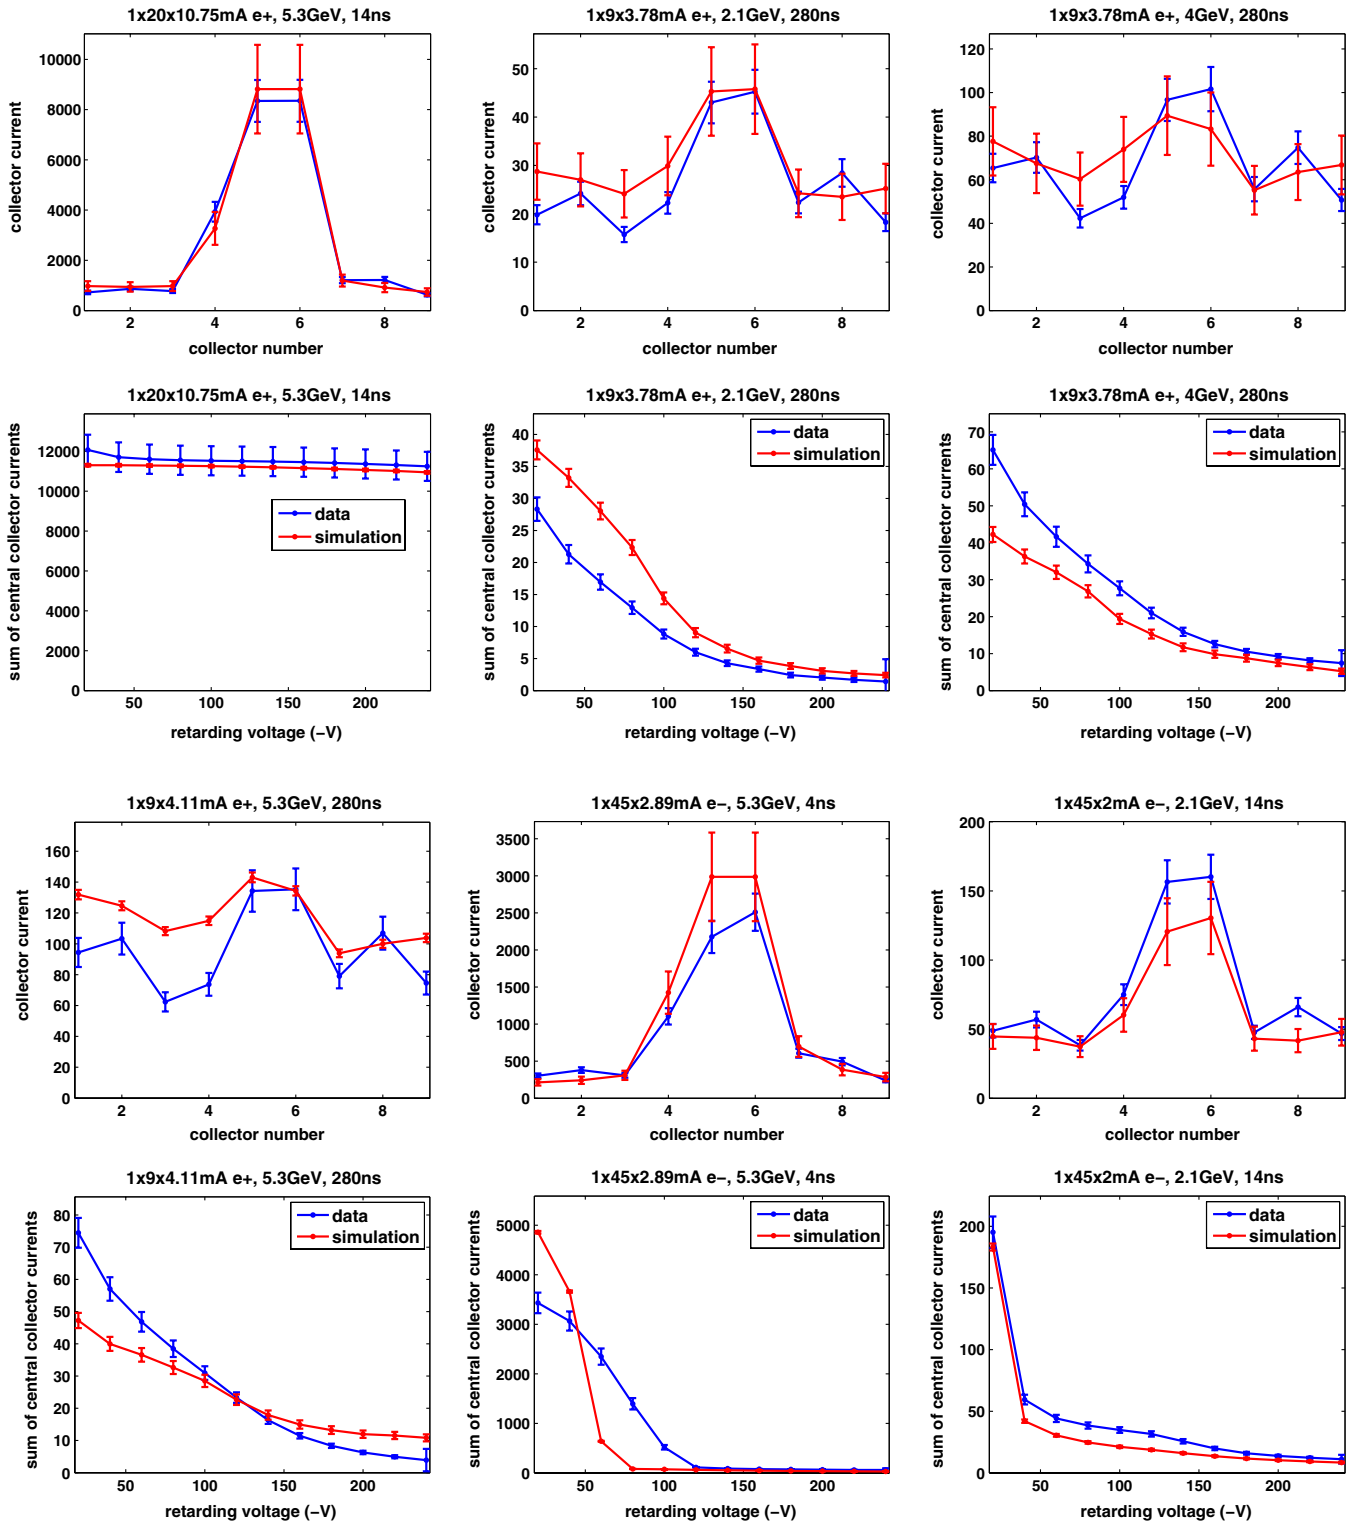 1x20x10.75mA e+, 5.3GeV, 14ns
collector current
10000
8000
6000
4000
2000
0
2 4 6 8
collector number
1x9x3.78mA e+, 2.1GeV, 280ns
collector current
50
40
30
20
10
0
2 4 6 8
collector number
1x9x3.78mA e+, 4GeV, 280ns
collector current
120
100
80
60
40
20
0
2 4 6 8
collector number
1x20x10.75mA e+, 5.3GeV, 14ns
sum of central collector currents
12000
10000
8000
6000
4000
2000
0
data
simulation
50 100 150 200
retarding voltage (−V)
1x9x3.78mA e+, 2.1GeV, 280ns
sum of central collector currents
40
35
30
25
20
15
10
5
0
data
simulation
50 100 150 200
retarding voltage (−V)
1x9x3.78mA e+, 4GeV, 280ns
sum of central collector currents
70
60
50
40
30
20
10
0
data
simulation
50 100 150 200
retarding voltage (−V)
1x9x4.11mA e+, 5.3GeV, 280ns
collector current
160
140
120
100
80
60
40
20
0
2 4 6 8
collector number
1x45x2.89mA e−, 5.3GeV, 4ns
collector current
3500
3000
2500
2000
1500
1000
500
0
2 4 6 8
collector number
1x45x2mA e−, 2.1GeV, 14ns
collector current
200
150
100
50
0
2 4 6 8
collector number
1x9x4.11mA e+, 5.3GeV, 280ns
sum of central collector currents
80
70
60
50
40
30
20
10
0
data
simulation
50 100 150 200
retarding voltage (−V)
1x45x2.89mA e−, 5.3GeV, 4ns
sum of central collector currents
5000
4000
3000
2000
1000
0
data
simulation
50 100 150 200
retarding voltage (−V)
1x45x2mA e−, 2.1GeV, 14ns
sum of central collector currents
200
150
100
50
0
data
simulation
50 100 150 200
retarding voltage (−V)